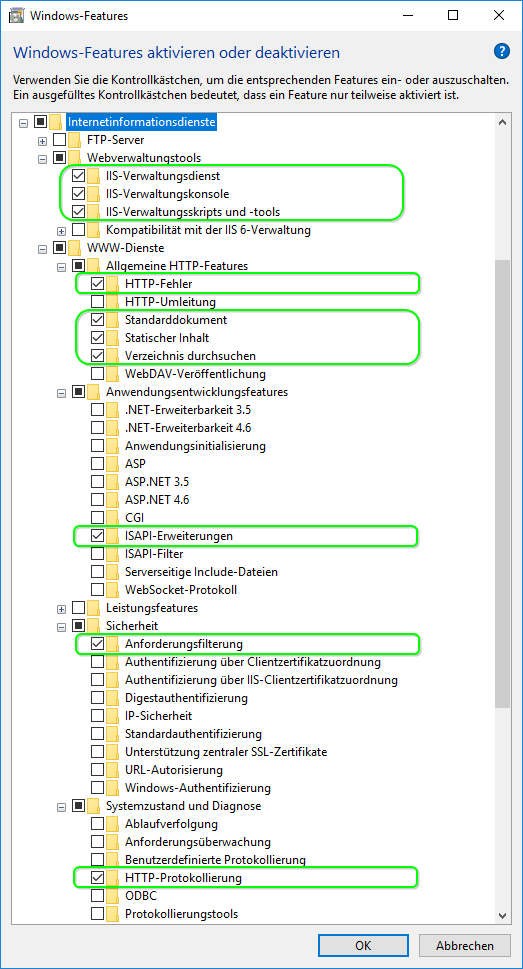 Windows-Features
Windows-Features aktivieren oder deaktivieren
?
Verwenden Sie die Kontrollkästchen, um die entsprechenden Features ein- oder auszuschalten.
Ein ausgefülltes Kontrollkästchen bedeutet, dass ein Feature nur teilweise aktiviert ist.
Internetinformationsdienste
FTP-Server
Webverwaltungstools
IIS-Verwaltungsdienst
IIS-Verwaltungskonsole
IIS-Verwaltungsskripts und -tools
Kompatibilität mit der IIS 6-Verwaltung
WWW-Dienste
Allgemeine HTTP-Features
HTTP-Fehler
HTTP-Umleitung
Standarddokument
Statischer Inhalt
Verzeichnis durchsuchen
WebDAV-Veröffentlichung
Anwendungsentwicklungsfeatures
.NET-Erweiterbarkeit 3.5
.NET-Erweiterbarkeit 4.6
Anwendungsinitialisierung
ASP
ASP.NET 3.5
ASP.NET 4.6
CGI
ISAPI-Erweiterungen
ISAPI-Filter
Serverseitige Include-Dateien
WebSocket-Protokoll
Leistungsfeatures
Sicherheit
Anforderungsfilterung
Authentifizierung über Clientzertifikatzuordnung
Authentifizierung über IIS-Clientzertifikatzuordnung
Digestauthentifizierung
IP-Sicherheit
Standardauthentifizierung
Unterstützung zentraler SSL-Zertifikate
URL-Autorisierung
Windows-Authentifizierung
Systemzustand und Diagnose
Ablaufverfolgung
Anforderungsüberwachung
Benutzerdefinierte Protokollierung
HTTP-Protokollierung
ODBC
Protokollierungstools
OK
Abbrechen